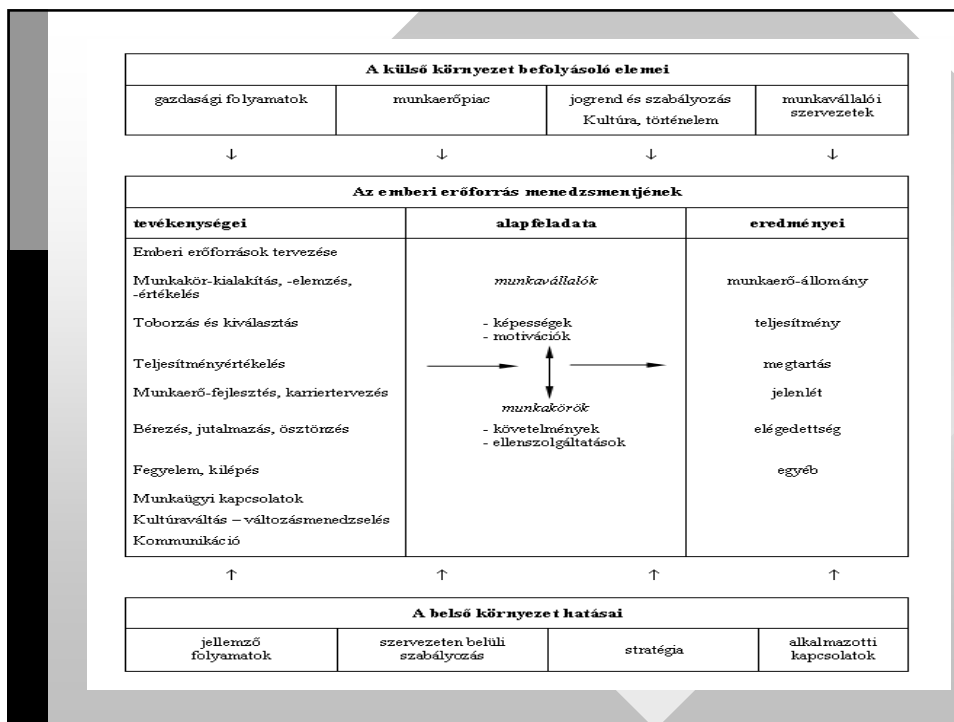 A külső környezet befolyásoló elemei
gazdasági folyamatok
munkaerőpiac
jogrend és szabályozás
Kultúra, történelem
munkavállalói
szervezetek
↓ ↓ ↓ ↓
Az emberi erőforrás menedzsmentjének
tevékenységei
alapfeladata
eredményei
Emberi erőforrások tervezése
Munkakör-kialakítás, -elemzés,
-értékelés
Toborzás és kiválasztás
Teljesítményértékelés
Munkaerő-fejlesztés, karriertervezés
Bérezés, jutalmazás, ösztönzés
Fegyelem, kilépés
Munkaügyi kapcsolatok
Kultúraváltás – változásmenedzselés
Kommunikáció
munkavállalók
- képességek
- motivációk
munkakörök
- követelmények
- ellenszolgáltatások
munkaerő-állomány
teljesítmény
megtartás
jelenlét
elégedettség
egyéb
↑ ↑ ↑ ↑
A belső környezet hatásai
jellemző
folyamatok
szervezeten belüli
szabályozás
stratégia
alkalmazotti
kapcsolatok